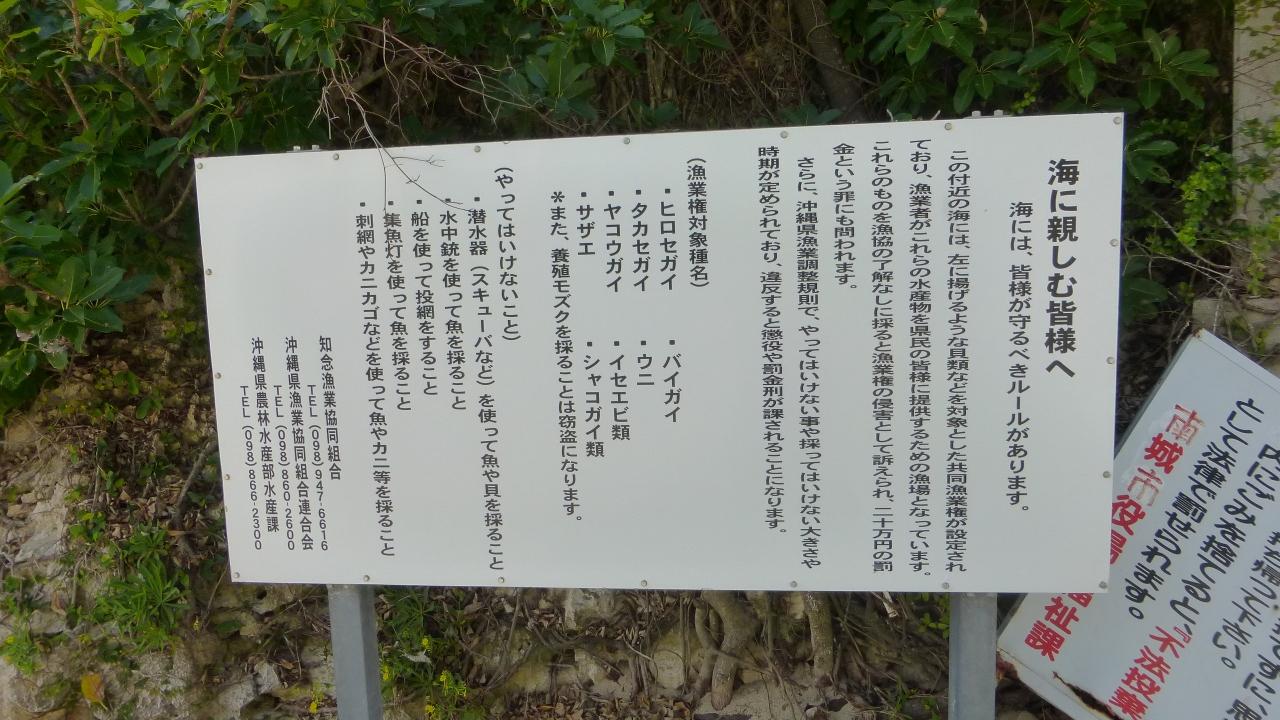 海に親しむ皆様へ
海には、皆様が守るべきルールがあります。
この付近の海には、左に揚げるような貝類などを対象とした共同漁業権が設定され
ており、漁業者がこれらの水産物を県民の皆様に提供するための漁場となっています。
これらのものを漁協の了解なしに採ると漁業権の侵害として訴えられ、二十万円の罰
金という罪にも問われます。
さらに、沖縄県漁業調整規則で、やってはいけない事や採ってはいけない大きさや
時期が定められており、違反すると懲役や罰金刑が課されることになります。
(漁業権対象種名)
・ヒロセガイ ・バイガイ
・タカセガイ ・ウニ
・ヤコウガイ ・イセエビ類
・サザエ ・シャコガイ類
*また、養殖モズクを採ることは窃盗になります。
(やってはいけないこと)
・潜水器(スキューバなど)を使って魚や貝を採ること
・水中銃を使って魚を採ること
・船を使って投網をすること
・集魚灯を使って魚を採ること
・刺網やカニカゴなどを使って魚やカニ等を採ること
知念漁業協同組合
TEL(098)947-6616
沖縄県漁業協同組合連合会
TEL(098)860-2600
沖縄県農林水産部水産課
TEL(098)866-2300
帰って下さい。
内にごみを捨てると、『不法投棄
として法律で罰せられます。
南城市役場
福祉課